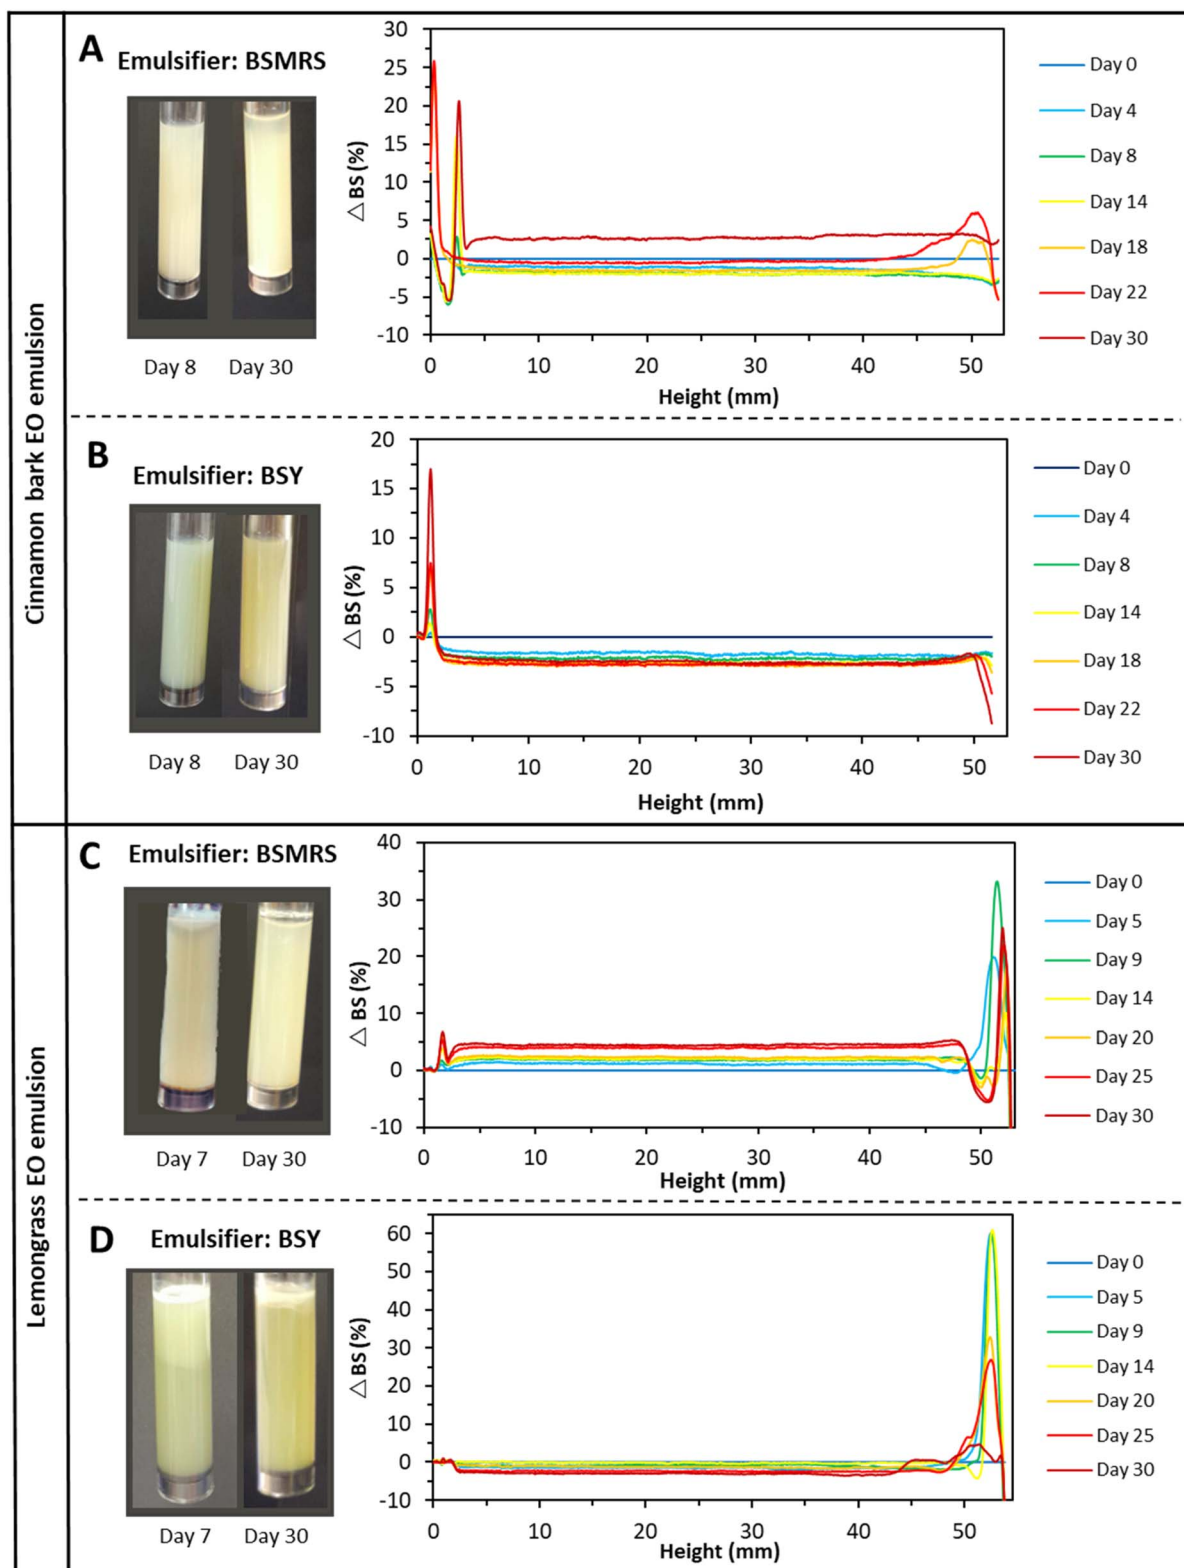 Cinnamon bark EO emulsion
A
Emulsifier: BSMRS
Day 8
Day 30
△ BS (%)
30
25
20
15
10
5
0
-5
-10
0
10
20
30
40
50
Height (mm)
Day 0
Day 4
Day 8
Day 14
Day 18
Day 22
Day 30
B
Emulsifier: BSY
Day 8
Day 30
△ BS (%)
20
15
10
5
0
-5
-10
0
10
20
30
40
50
Height (mm)
Day 0
Day 4
Day 8
Day 14
Day 18
Day 22
Day 30
Lemongrass EO emulsion
C
Emulsifier: BSMRS
Day 7
Day 30
△ BS (%)
40
30
20
10
0
-10
0
10
20
30
40
50
Height (mm)
Day 0
Day 5
Day 9
Day 14
Day 20
Day 25
Day 30
D
Emulsifier: BSY
Day 7
Day 30
△ BS (%)
60
50
40
30
20
10
0
-10
0
10
20
30
40
50
Height (mm)
Day 0
Day 5
Day 9
Day 14
Day 20
Day 25
Day 30